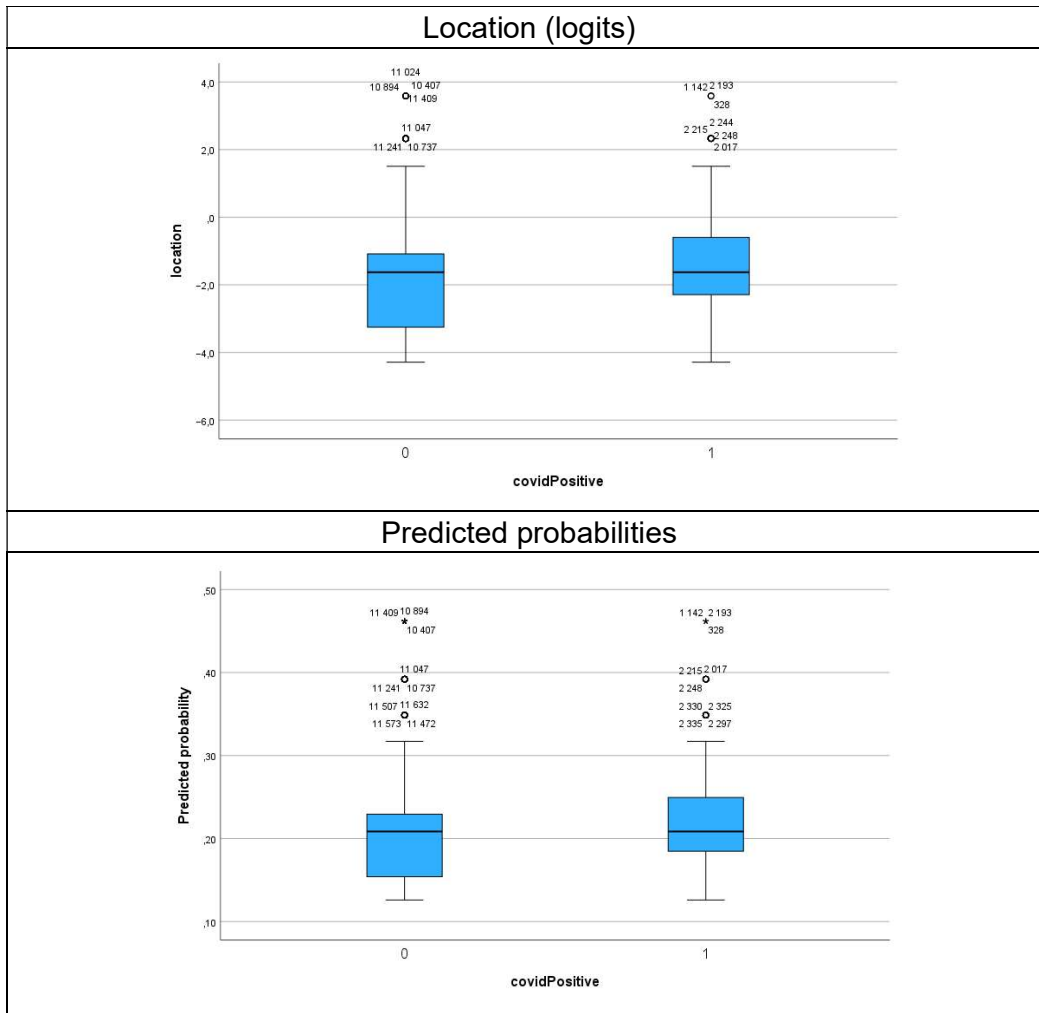 Location (logits)
11 024
10 894 10 407
11 409
11 047
11 241 10 737
1 142 2 193
328
2 244
2 215 2 248
2 017
4,0
2,0
,0
−2,0
−4,0
−6,0
location
0 1
covidPositive
Predicted probabilities
11 409 10 894
10 407
11 047
11 241 10 737
11 507 11 632
11 573 11 472
1 142 2 193
328
2 215 2 017
2 248
2 330 2 325
2 335 2 297
,50
,40
,30
,20
,10
Predicted probability
0 1
covidPositive